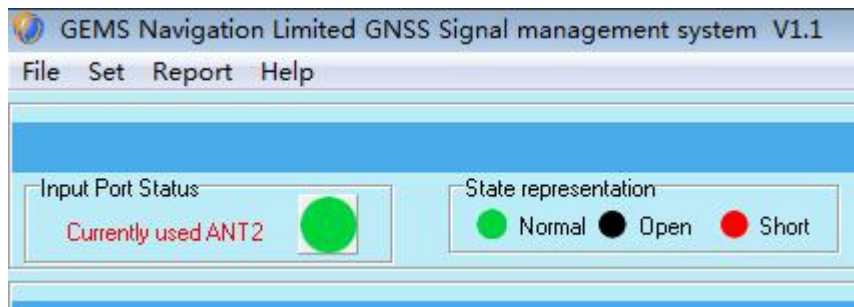 GEMS Navigation Limited GNSS Signal management system V1.1
File Set Report Help
Input Port Status
Currently used ANT2
State representation
Normal Open Short